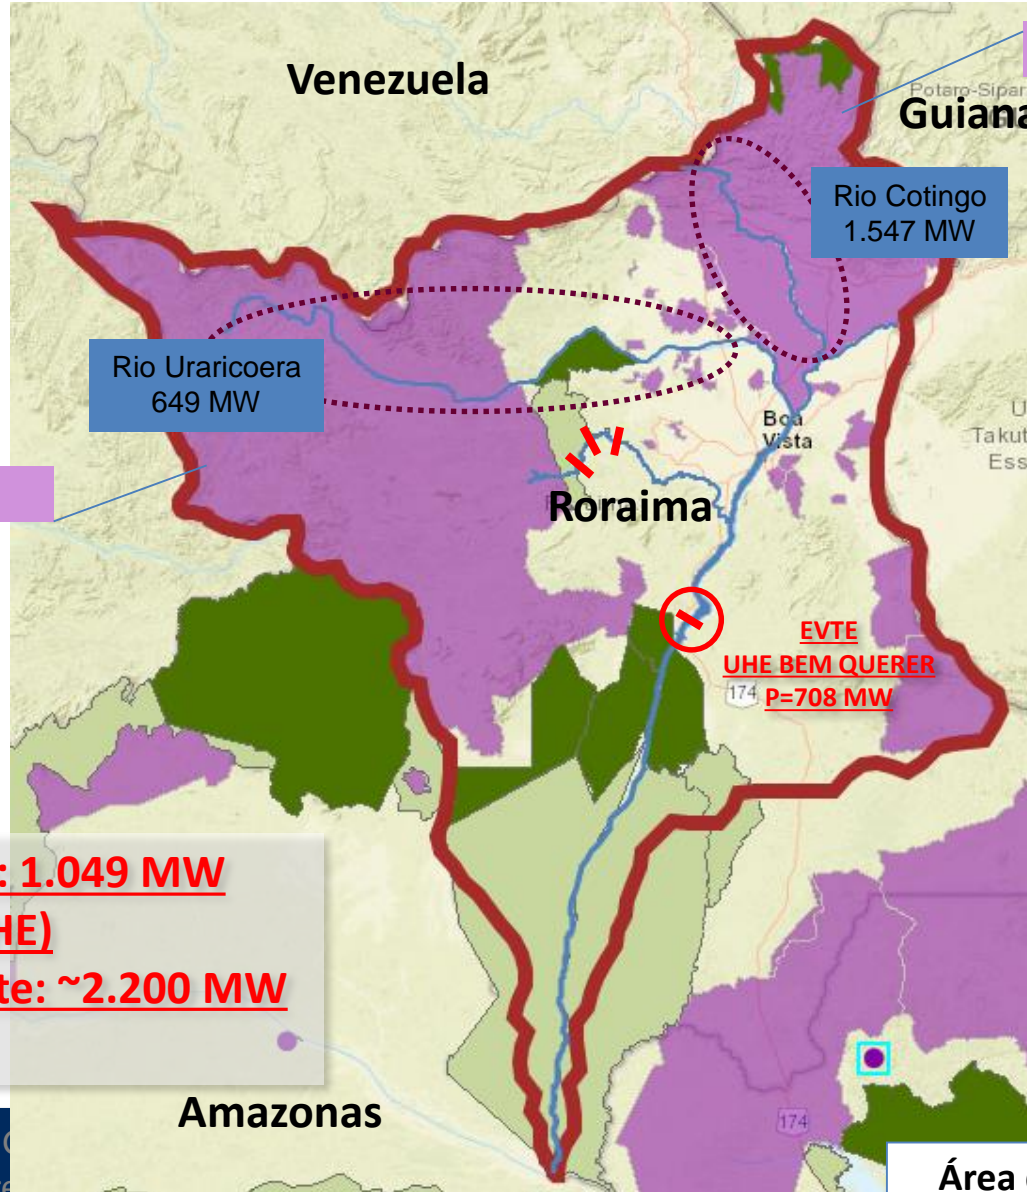 Venezuela
Potaro-Sipar
Guiana
Rio Cotingo
1.547 MW
Rio Uraricoera
649 MW
Boa
Vista
Takut
Ess
Roraima
EVTE
UHE BEM QUERER
174
P=708 MW
: 1.049 MW
HE)
te: ~2.200 MW
Amazonas
174
Área